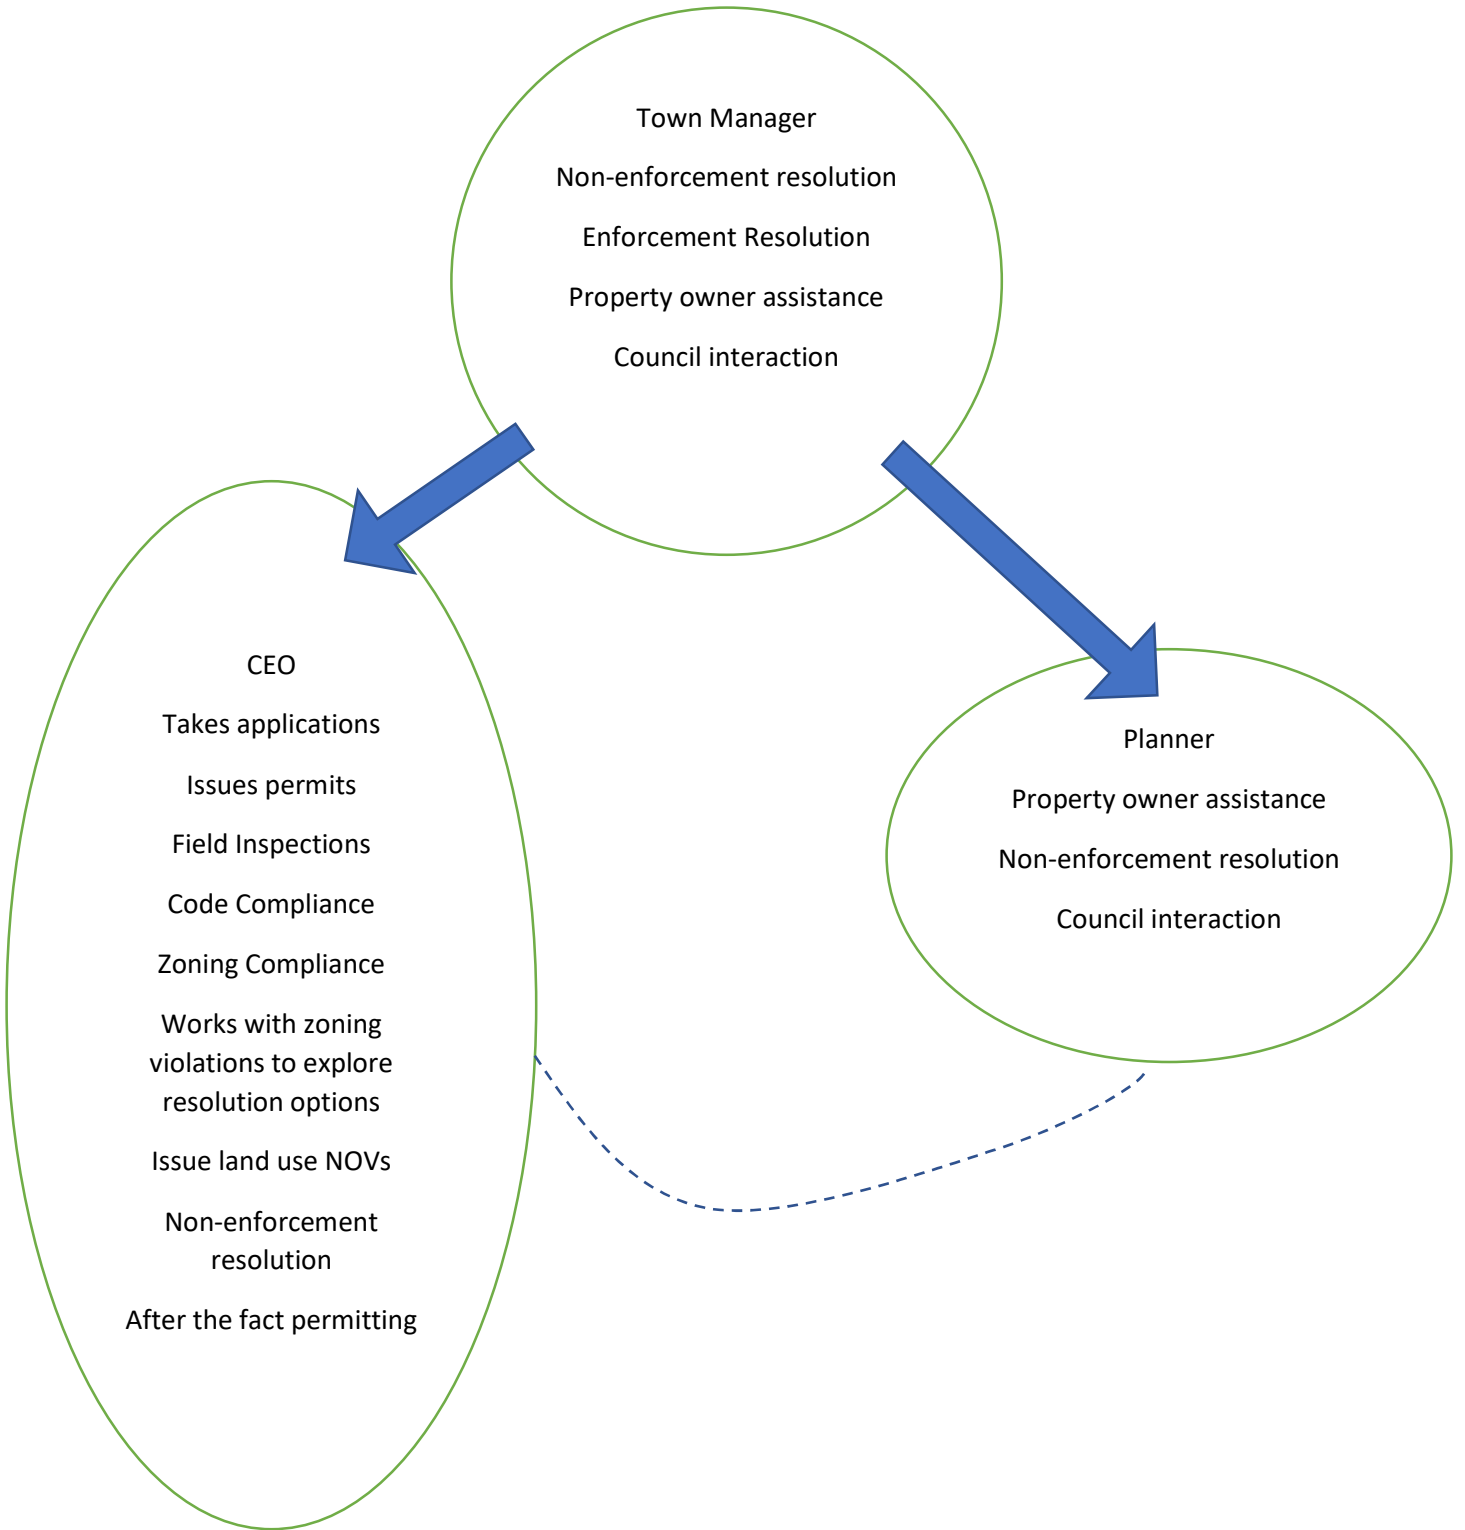 Town Manager
Non-enforcement resolution
Enforcement Resolution
Property owner assistance
Council interaction
CEO
Takes applications
Issues permits
Field Inspections
Code Compliance
Zoning Compliance
Works with zoning
violations to explore
resolution options
Issue land use NOVs
Non-enforcement
resolution
After the fact permitting
Planner
Property owner assistance
Non-enforcement resolution
Council interaction